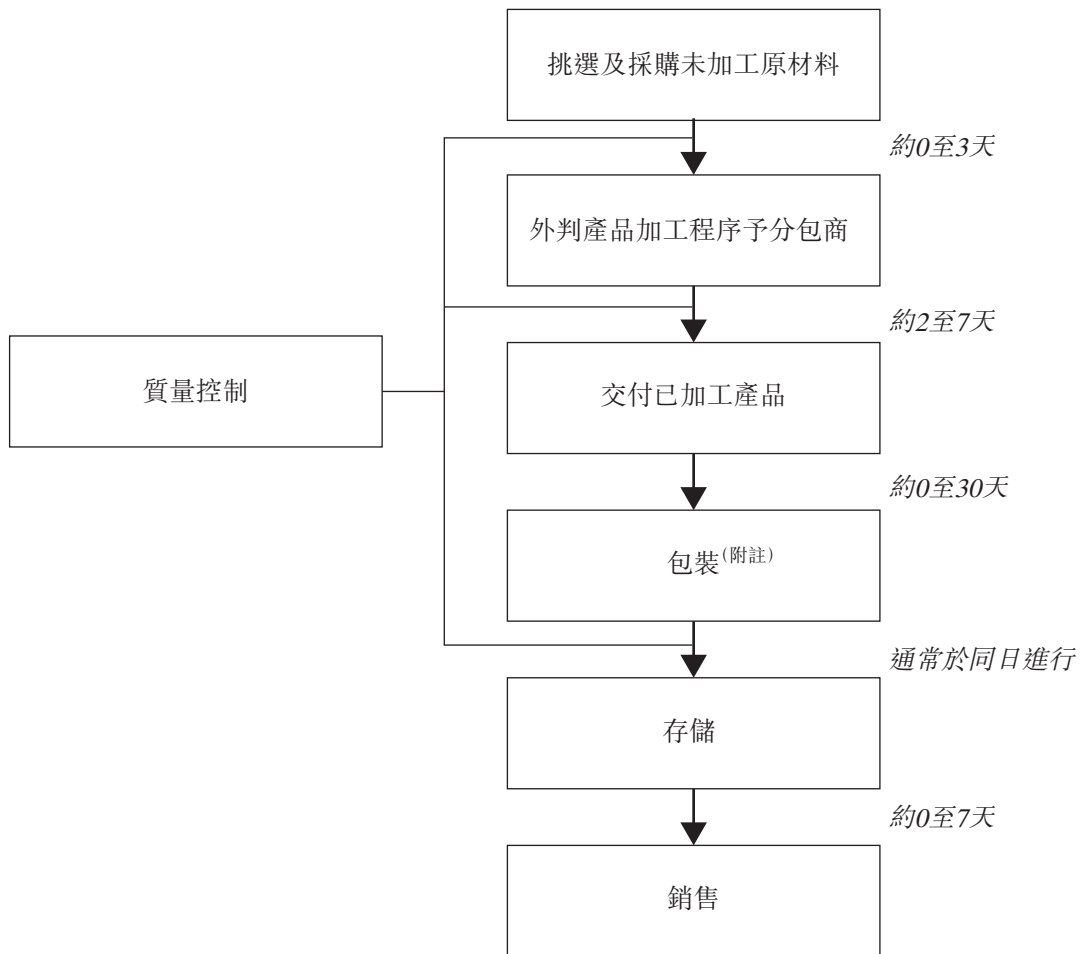 挑選及採購未加工原材料
約0至3天
外判產品加工程序予分包商
約2至7天
質量控制
交付已加工產品
約0至30天
包裝(附註)
通常於同日進行
存儲
約0至7天
銷售